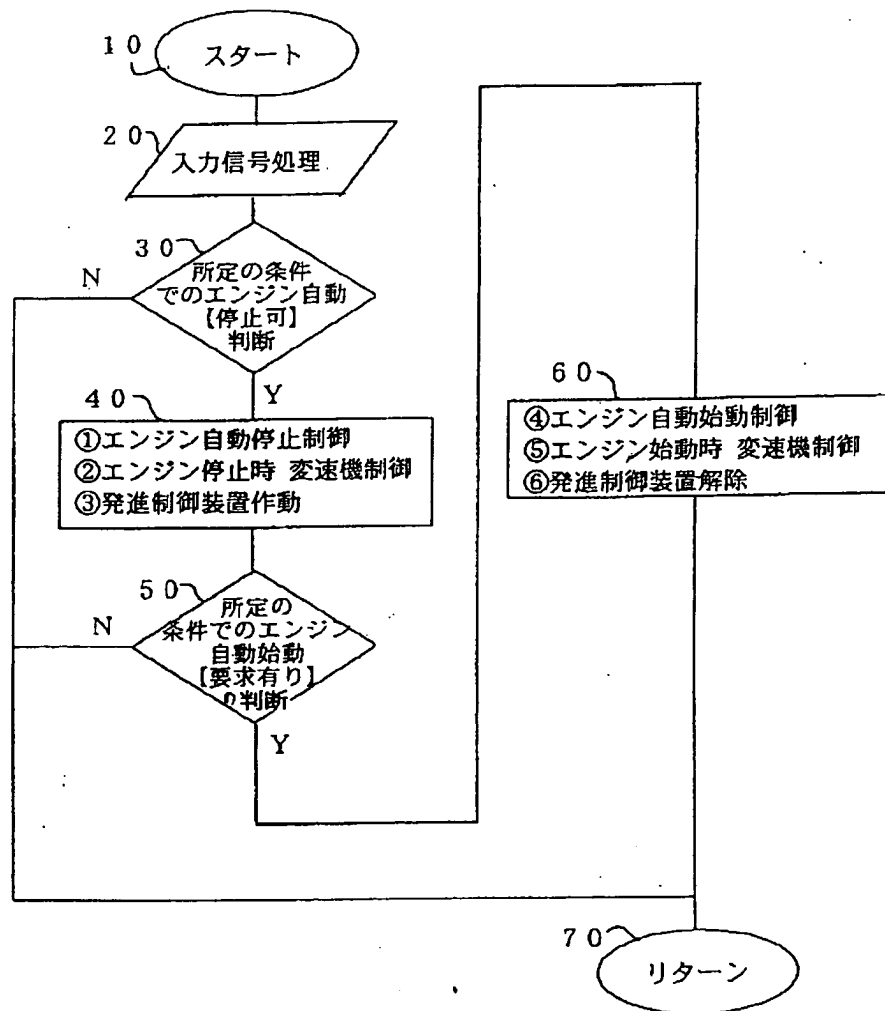 10
スタート
20
入力信号処理
30
N
所定の条件
でのエンジン自動
【停止可】
判断
Y
40
①エンジン自動停止制御
②エンジン停止時 変速機制御
③発進制御装置作動
50
N
所定の
条件でのエンジン
自動始動
【要求有り】
の判断
Y
60
④エンジン自動始動制御
⑤エンジン始動時 変速機制御
⑥発進制御装置解除
70
リターン